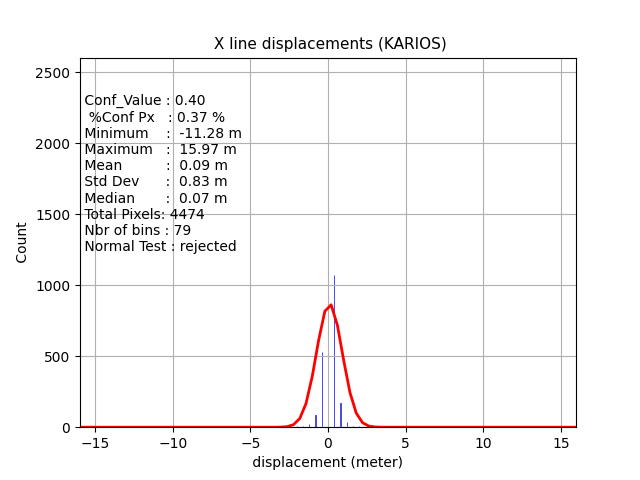 X line displacements (KARIOS)
2500
2000
1500
1000
500
0
Count
Conf_Value : 0.40
%Conf Px : 0.37 %
Minimum : -11.28 m
Maximum : 15.97 m
Mean : 0.09 m
Std Dev : 0.83 m
Median : 0.07 m
Total Pixels: 4474
Nbr of bins : 79
Normal Test : rejected
−15 −10 −5 0 5 10 15
displacement (meter)